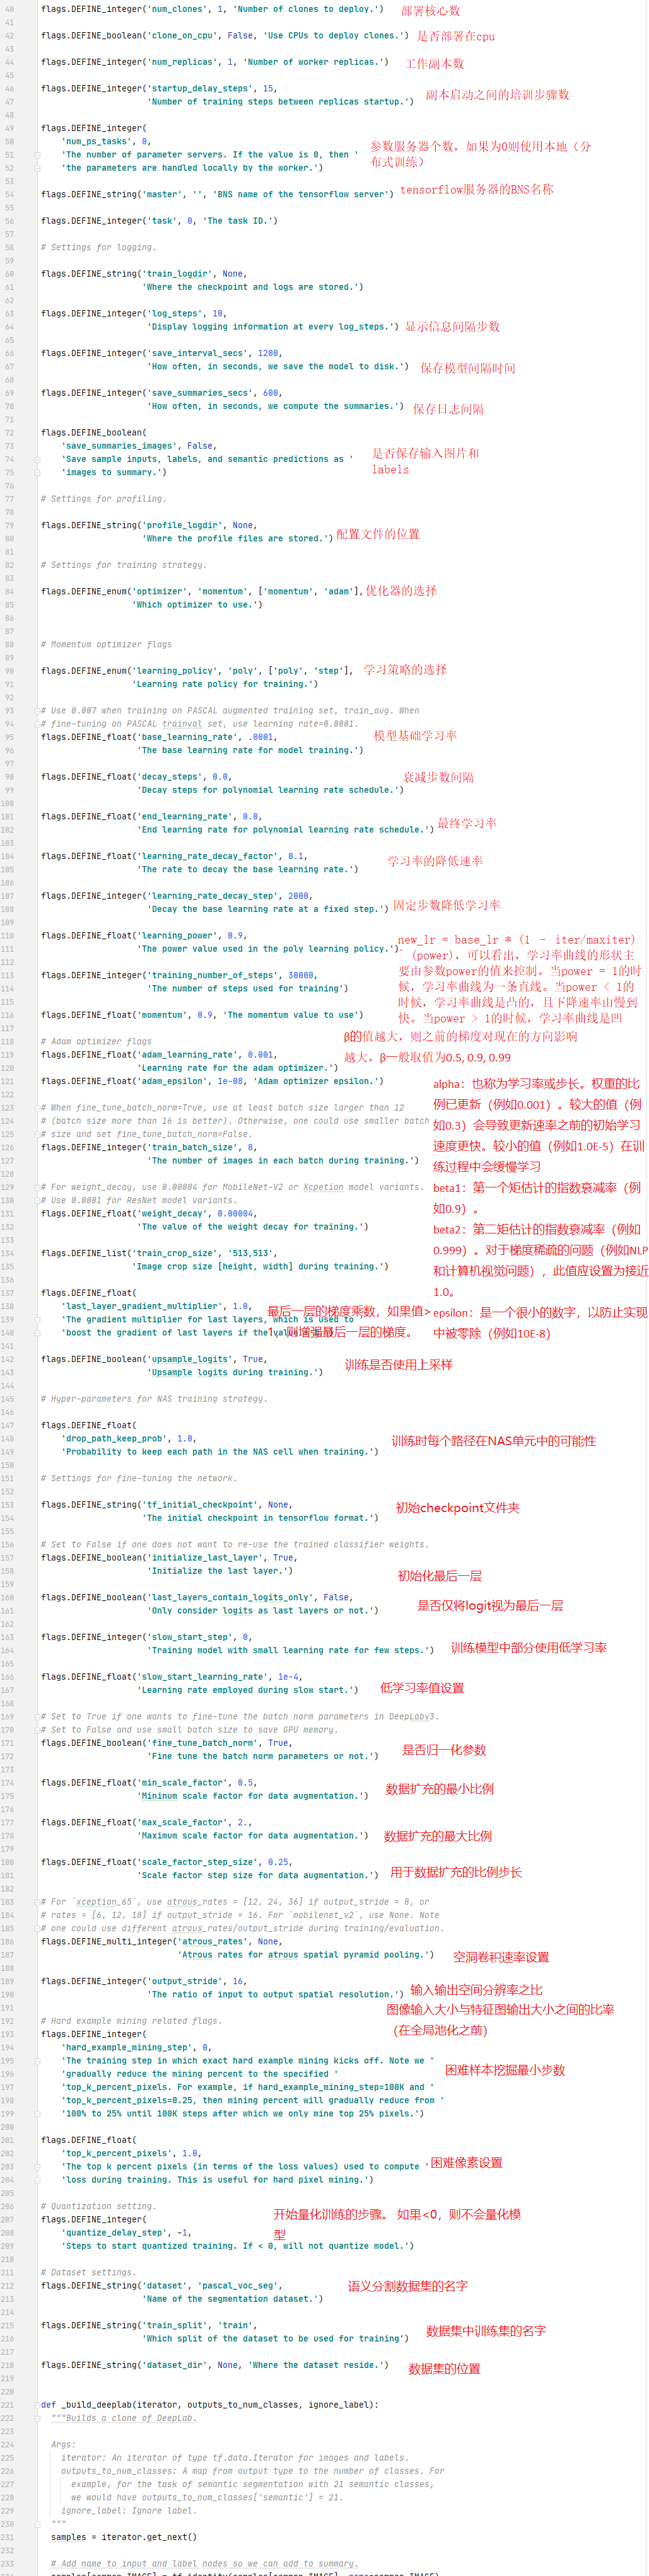 40 flags.DEFINE_integer('num_clones', 1, 'Number of clones to deploy.') 部署核心数
41
42 flags.DEFINE_boolean('clone_on_cpu', False, 'Use CPUs to deploy clones.') 是否部署在cpu
43
44 flags.DEFINE_integer('num_replicas', 1, 'Number of worker replicas.') 工作副本数
45
46 flags.DEFINE_integer('startup_delay_steps', 15,
47 'Number of training steps between replicas startup.') 副本启动之间的培训步骤数
48
49 flags.DEFINE_integer(
50 'num_ps_tasks', 0, 参数服务器个数，如果为0则使用本地（分
51 'The number of parameter servers. If the value is 0, then ' 布式训练）
52 'the parameters are handled locally by the worker.')
53
54 flags.DEFINE_string('master', '', 'BNS name of the tensorflow server') tensorflow服务器的BNS名称
55
56 flags.DEFINE_integer('task', 0, 'The task ID.')
57
58 # Settings for logging.
59
60 flags.DEFINE_string('train_logdir', None,
61 'Where the checkpoint and logs are stored.')
62
63 flags.DEFINE_integer('log_steps', 10,
64 'Display logging information at every log_steps.') 显示信息间隔步数
65
66 flags.DEFINE_integer('save_interval_secs', 1200,
67 'How often, in seconds, we save the model to disk.') 保存模型间隔时间
68
69 flags.DEFINE_integer('save_summaries_secs', 600,
70 'How often, in seconds, we compute the summaries.') 保存日志间隔
71
72 flags.DEFINE_boolean(
73 'save_summaries_images', False,
74 'Save sample inputs, labels, and semantic predictions as ' 是否保存输入图片和
75 'images to summary.') labels
76
77 # Settings for profiling.
78
79 flags.DEFINE_string('profile_logdir', None,
80 'Where the profile files are stored.') 配置文件的位置
81
82 # Settings for training strategy.
83
84 flags.DEFINE_enum('optimizer', 'momentum', ['momentum', 'adam'], 优化器的选择
85 'Which optimizer to use.')
86
87
88 # Momentum optimizer flags
89
90 flags.DEFINE_enum('learning_policy', 'poly', ['poly', 'step'], 学习策略的选择
91 'Learning rate policy for training.')
92
93 # Use 0.007 when training on PASCAL augmented training set, train_aug. When
94 # fine-tuning on PASCAL trainval set, use learning rate=0.0001.
95 flags.DEFINE_float('base_learning_rate', .0001, 模型基础学习率
96 'The base learning rate for model training.')
97
98 flags.DEFINE_float('decay_steps', 0.0, 衰减步数间隔
99 'Decay steps for polynomial learning rate schedule.')
100
101 flags.DEFINE_float('end_learning_rate', 0.0,
102 'End learning rate for polynomial learning rate schedule.') 最终学习率
103
104 flags.DEFINE_float('learning_rate_decay_factor', 0.1, 学习率的降低速率
105 'The rate to decay the base learning rate.')
106
107 flags.DEFINE_integer('learning_rate_decay_step', 2000,
108 'Decay the base learning rate at a fixed step.') 固定步数降低学习率
109
110 flags.DEFINE_float('learning_power', 0.9, new_lr = base_lr * (1 - iter/maxiter)
111 'The power value used in the poly learning policy.') ^ (power)，可以看出，学习率曲线的形状主
112 要由参数power的值来控制。当power = 1的时
113 flags.DEFINE_integer('training_number_of_steps', 30000, 候，学习率曲线为一条直线。当power < 1的
114 'The number of steps used for training') 时候，学习率曲线是凸的，且下降速率由慢到
115 快。当power > 1的时候，学习率曲线是凹
116 flags.DEFINE_float('momentum', 0.9, 'The momentum value to use')
117 β的值越大，则之前的梯度对现在的方向影响
118 # Adam optimizer flags
119 flags.DEFINE_float('adam_learning_rate', 0.001, 越大。β一般取值为0.5, 0.9, 0.99
120 'Learning rate for the adam optimizer.')
121 flags.DEFINE_float('adam_epsilon', 1e-08, 'Adam optimizer epsilon.') alpha：也称为学习率或步长。权重的比
122 例已更新（例如0.001）。较大的值（例
123 # When fine_tune_batch_norm=True, use at least batch size larger than 12
124 # (batch size more than 16 is better). Otherwise, one could use smaller batch 如0.3）会导致更新速率之前的初始学习
125 # size and set fine_tune_batch_norm=False. 速度更快。较小的值（例如1.0E-5）在训
126 flags.DEFINE_integer('train_batch_size', 8,
127 'The number of images in each batch during training.') 练过程中会缓慢学习
128
129 # For weight_decay, use 0.00004 for MobileNet-V2 or Xcpetion model variants. beta1：第一个矩估计的指数衰减率（例
130 # Use 0.0001 for ResNet model variants.
131 flags.DEFINE_float('weight_decay', 0.00004, 如0.9）。
132 'The value of the weight decay for training.') beta2：第二矩估计的指数衰减率（例如
133
134 flags.DEFINE_list('train_crop_size', '513,513', 0.999）。对于梯度稀疏的问题（例如NLP
135 'Image crop size [height, width] during training.') 和计算机视觉问题），此值应设置为接近
136
137 flags.DEFINE_float( 1.0。
138 'last_layer_gradient_multiplier', 1.0, 最后一层的梯度乘数，如果值> epsilon：是一个很小的数字，以防止实现
139 'The gradient multiplier for last layers, which is used to '
140 'boost the gradient of last layers if the 1，则增强最后一层的梯度。 中被零除（例如10E-8）
141
142 flags.DEFINE_boolean('upsample_logits', True, 训练是否使用上采样
143 'Upsample logits during training.')
144
145 # Hyper-parameters for NAS training strategy.
146
147 flags.DEFINE_float(
148 'drop_path_keep_prob', 1.0, 训练时每个路径在NAS单元中的可能性
149 'Probability to keep each path in the NAS cell when training.')
150
151 # Settings for fine-tuning the network.
152
153 flags.DEFINE_string('tf_initial_checkpoint', None, 初始checkpoint文件夹
154 'The initial checkpoint in tensorflow format.')
155
156 # Set to False if one does not want to re-use the trained classifier weights.
157 flags.DEFINE_boolean('initialize_last_layer', True,
158 'Initialize the last layer.') 初始化最后一层
159
160 flags.DEFINE_boolean('last_layers_contain_logits_only', False, 是否仅将logit视为最后一层
161 'Only consider logits as last layers or not.')
162
163 flags.DEFINE_integer('slow_start_step', 0,
164 'Training model with small learning rate for few steps.') 训练模型中部分使用低学习率
165
166 flags.DEFINE_float('slow_start_learning_rate', 1e-4,
167 'Learning rate employed during slow start.') 低学习率值设置
168
169 # Set to True if one wants to fine-tune the batch norm parameters in DeepLabv3.
170 # Set to False and use small batch size to save GPU memory.
171 flags.DEFINE_boolean('fine_tune_batch_norm', True, 是否归一化参数
172 'Fine tune the batch norm parameters or not.')
173
174 flags.DEFINE_float('min_scale_factor', 0.5, 数据扩充的最小比例
175 'Mininum scale factor for data augmentation.')
176
177 flags.DEFINE_float('max_scale_factor', 2.,
178 'Maximum scale factor for data augmentation.') 数据扩充的最大比例
179
180 flags.DEFINE_float('scale_factor_step_size', 0.25,
181 'Scale factor step size for data augmentation.') 用于数据扩充的比例步长
182
183 # For `xception_65`, use atrous_rates = [12, 24, 36] if output_stride = 8, or
184 # rates = [6, 12, 18] if output_stride = 16. For `mobilenet_v2`, use None. Note
185 # one could use different atrous_rates/output_stride during training/evaluation.
186 flags.DEFINE_multi_integer('atrous_rates', None,
187 'Atrous rates for atrous spatial pyramid pooling.') 空洞卷积速率设置
188
189 flags.DEFINE_integer('output_stride', 16,
190 'The ratio of input to output spatial resolution.') 输入输出空间分辨率之比
191 图像输入大小与特征图输出大小之间的比率
192 # Hard example mining related flags.
193 flags.DEFINE_integer( （在全局池化之前）
194 'hard_example_mining_step', 0,
195 'The training step in which exact hard example mining kicks off. Note we '
196 'gradually reduce the mining percent to the specified ' 困难样本挖掘最小步数
197 'top_k_percent_pixels. For example, if hard_example_mining_step=100K and '
198 'top_k_percent_pixels=0.25, then mining percent will gradually reduce from '
199 '100% to 25% until 100K steps after which we only mine top 25% pixels.')
200
201 flags.DEFINE_float(
202 'top_k_percent_pixels', 1.0,
203 'The top k percent pixels (in terms of the loss values) used to compute ' 困难像素设置
204 'loss during training. This is useful for hard pixel mining.')
205
206 # Quantization setting.
207 flags.DEFINE_integer( 开始量化训练的步骤。 如果<0，则不会量化模
208 'quantize_delay_step', -1, 型
209 'Steps to start quantized training. If < 0, will not quantize model.')
210
211 # Dataset settings.
212 flags.DEFINE_string('dataset', 'pascal_voc_seg', 语义分割数据集的名字
213 'Name of the segmentation dataset.')
214
215 flags.DEFINE_string('train_split', 'train', 数据集中训练集的名字
216 'Which split of the dataset to be used for training')
217
218 flags.DEFINE_string('dataset_dir', None, 'Where the dataset reside.') 数据集的位置
219
220
221 def _build_deeplab(iterator, outputs_to_num_classes, ignore_label):
222 """Builds a clone of DeepLab.
223
224 Args:
225 iterator: An iterator of type tf.data.Iterator for images and labels.
226 outputs_to_num_classes: A map from output type to the number of classes. For
227 example, for the task of semantic segmentation with 21 semantic classes,
228 we would have outputs_to_num_classes['semantic'] = 21.
229 ignore_label: Ignore label.
230 """
231 samples = iterator.get_next()
232
233 # Add name to input and label nodes so we can add to summary.